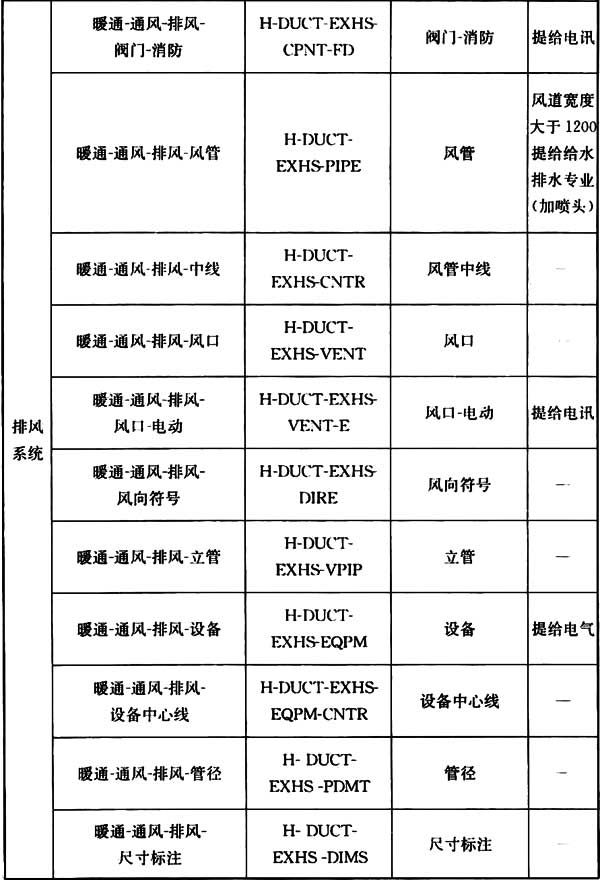 排风
系统
暖通-通风-排风-
阀门-消防
H-DUCT-EXHS-
CPNT-FD
阀门-消防
提给电讯
暖通-通风-排风-风管
H-DUCT-
EXHS-PIPE
风管
风道宽度
大于1200
提给给水
排水专业
(加喷头)
暖通-通风-排风-中线
H-DUCT-
EXHS-CNTR
风管中线
—
暖通-通风-排风-风口
H-DUCT-
EXHS-VENT
风口
—
暖通-通风-排风-
风口-电动
H-DUCT-EXHS-
VENT-E
风口-电动
提给电讯
暖通-通风-排风-
风向符号
H-DUCT-EXHS-
DIRE
风向符号
—
暖通-通风-排风-立管
H-DUCT-
EXHS-VPIP
立管
—
暖通-通风-排风-设备
H-DUCT-
EXHS-EQPM
设备
提给电气
暖通-通风-排风-
设备中心线
H-DUCT-EXHS-
EQPM-CNTR
设备中心线
—
暖通-通风-排风-管径
H- DUCT-
EXHS -PDMT
管径
—
暖通-通风-排风-
尺寸标注
H- DUCT-
EXHS -DIMS
尺寸标注
—